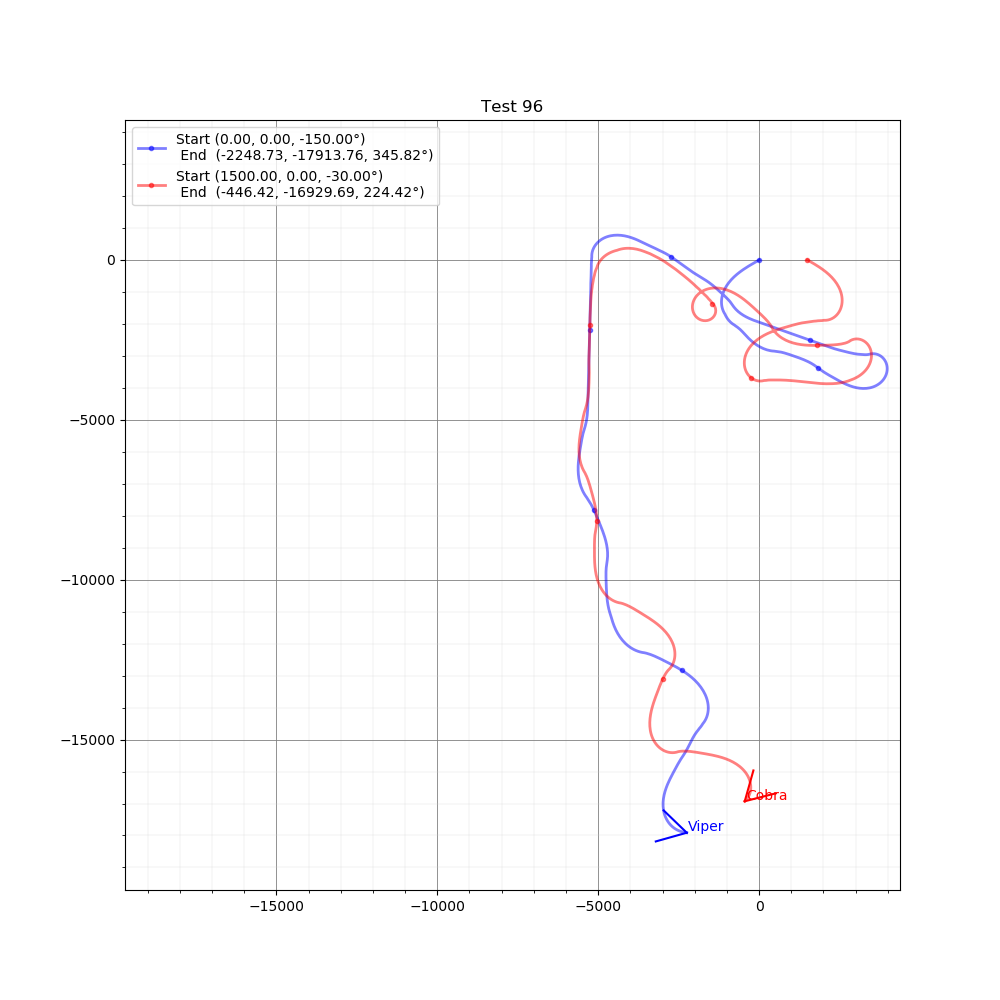 Test 96
Start (0.00, 0.00, -150.00°)
End (-2248.73, -17913.76, 345.82°)
Start (1500.00, 0.00, -30.00°)
End (-446.42, -16929.69, 224.42°)
0
−5000
−10000
−15000
Cobra
Viper
−15000 −10000 −5000 0